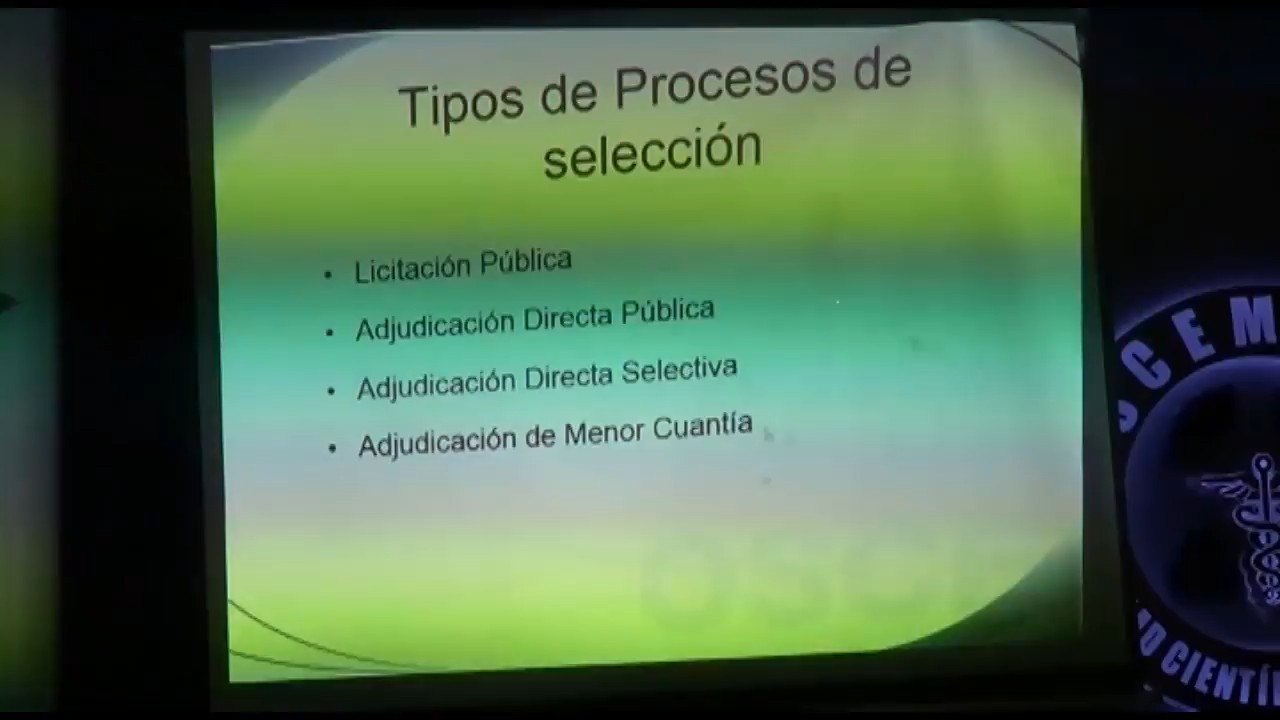 Tipos de Procesos de
selección
• Licitación Pública
• Adjudicación Directa Pública
• Adjudicación Directa Selectiva
• Adjudicación de Menor Cuantía